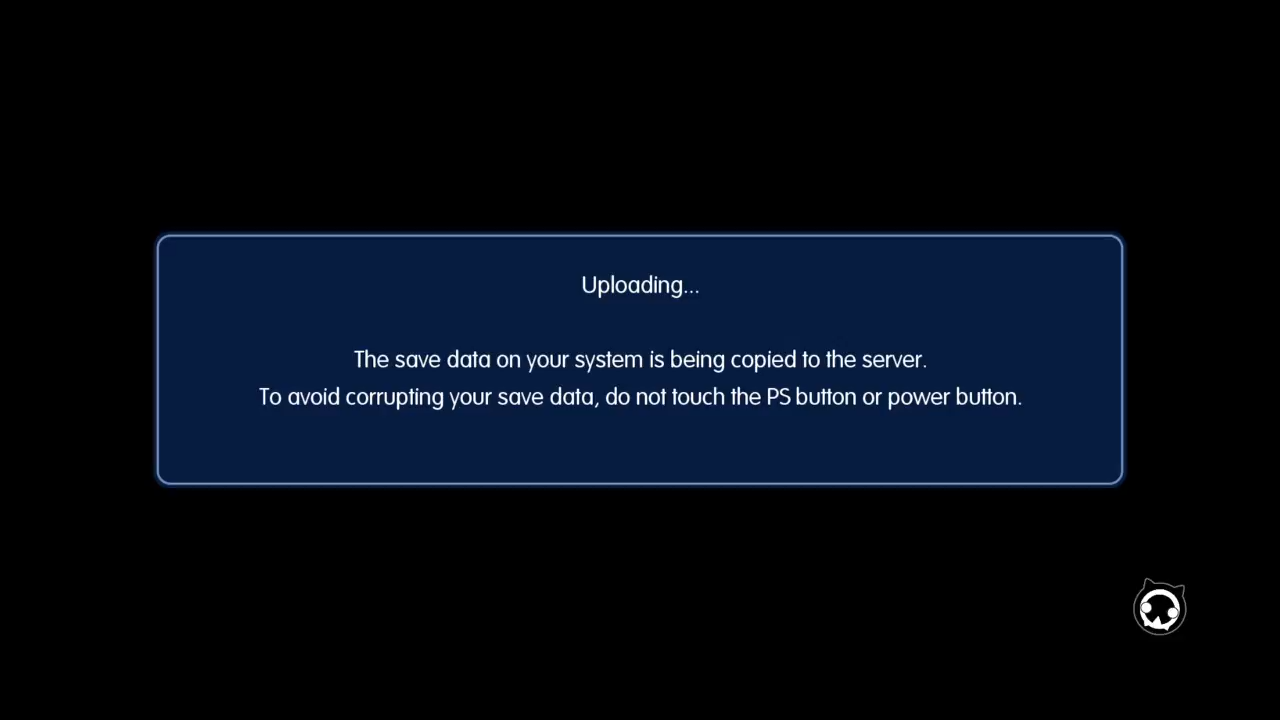 Uploading...
The save data on your system is being copied to the server.
To avoid corrupting your save data, do not touch the PS button or power button.